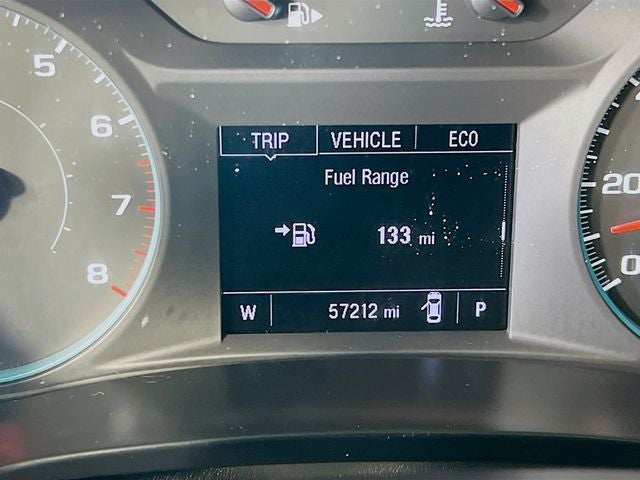 5
6
7
8
TRIP VEHICLE ECO
Fuel Range
133 mi
W 57212 mi P
20
0